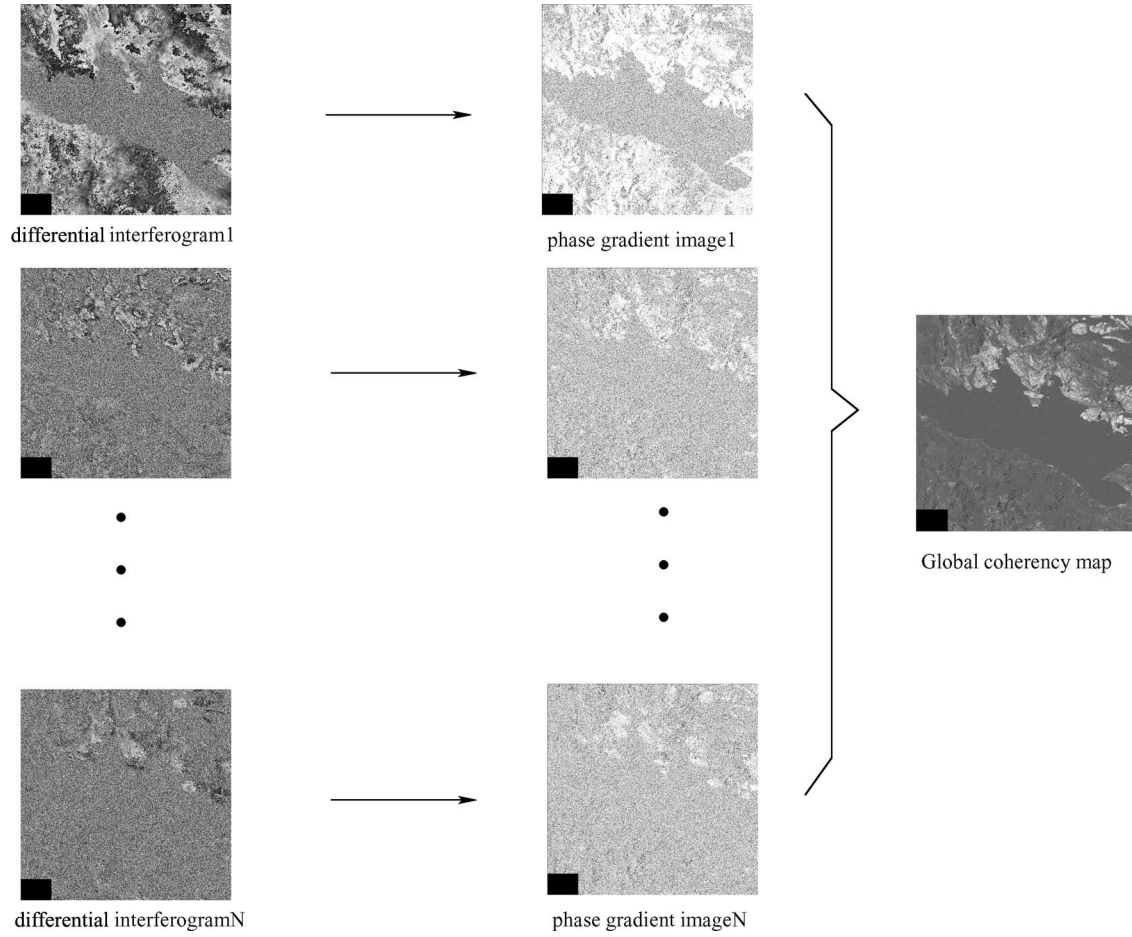 differential interferogram1
phase gradient image1
Global coherency map
differential interferogramN
phase gradient imageN